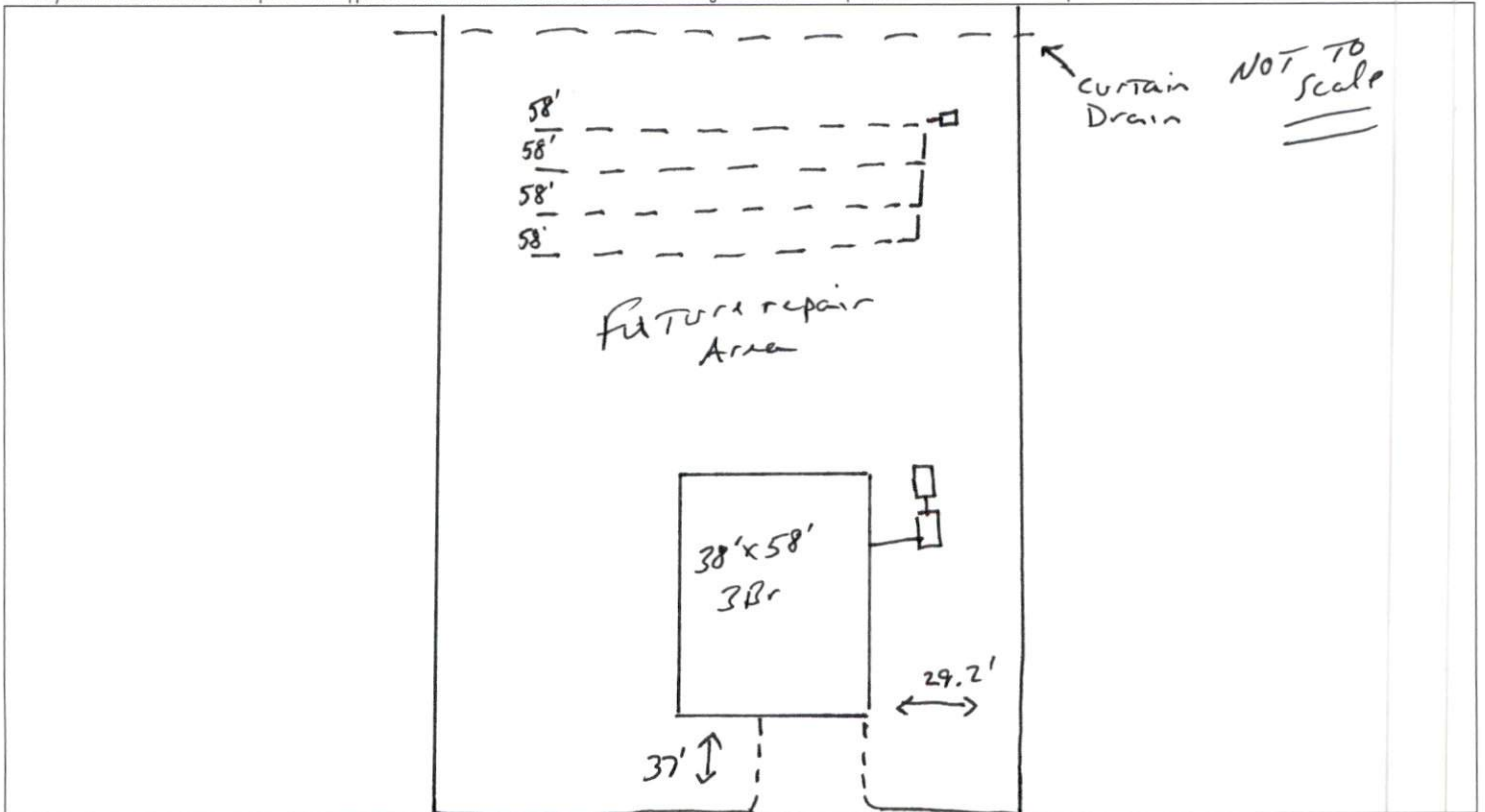 CurTain
Drain
NOT TO
Scale
58'
58'
58'
58'
FuTure repair
Area
38'x58'
3Br
29.2'
37'